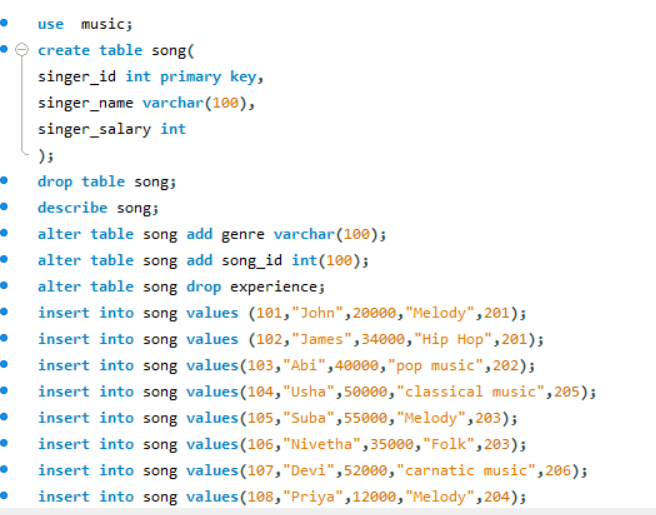 use  music;
create table song(
singer_id int primary key,
singer_name varchar(100),
singer_salary int
);
drop table song;
describe song;
alter table song add genre varchar(100);
alter table song add song_id int(100);
alter table song drop experience;
insert into song values (101,"John",20000,"Melody",201);
insert into song values (102,"James",34000,"Hip Hop",201);
insert into song values(103,"Abi",40000,"pop music",202);
insert into song values(104,"Usha",50000,"classical music",205);
insert into song values(105,"Suba",55000,"Melody",203);
insert into song values(106,"Nivetha",35000,"Folk",203);
insert into song values(107,"Devi",52000,"carnatic music",206);
insert into song values(108,"Priya",12000,"Melody",204);